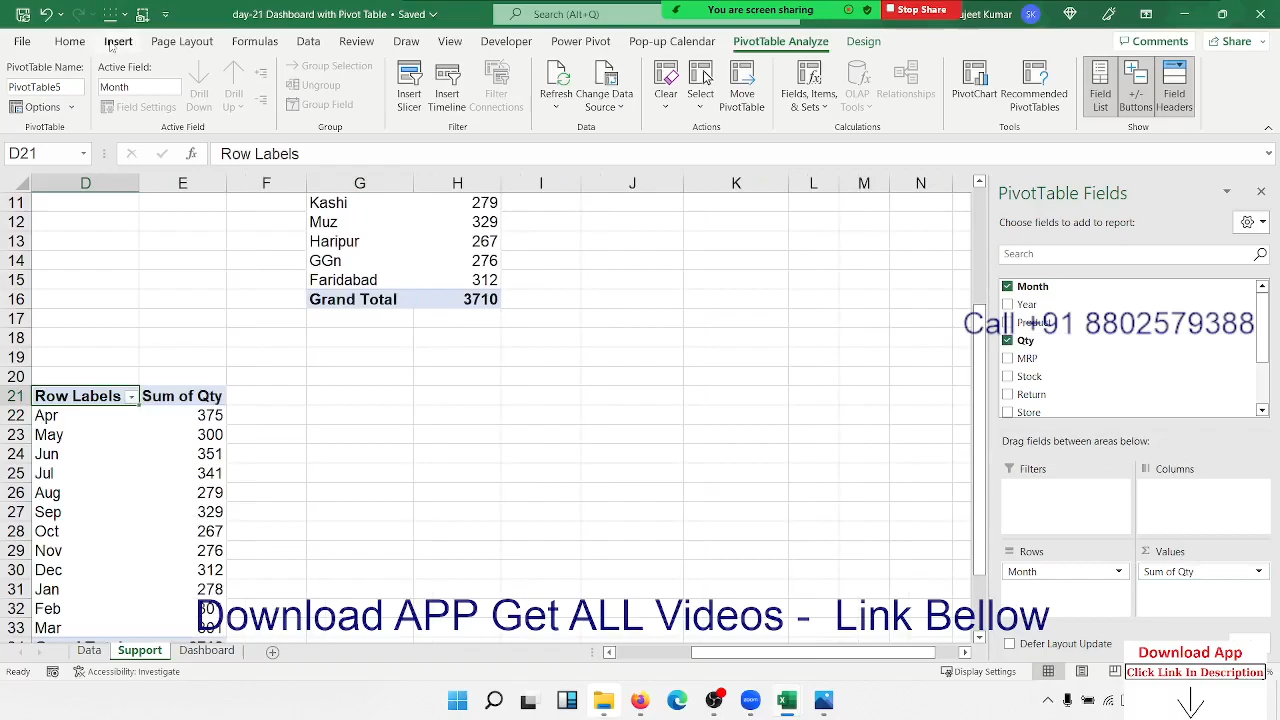 Dashboard in PivotTable - Saved
Search (Alt+Q)
You are screen sharing
Stop Share
jeet Kumar
SK
File Home Insert Page Layout Formulas Data Review Draw View Developer Power Pivot Pop-up Calendar PivotTable Analyze Design
Comments Share
PivotTable Name:
PivotTable5
Options
PivotTable
Active Field:
Month
Field Settings
Drill Down
Drill Up
Active Field
Group Selection
Ungroup
Group Field
Group
Insert Slicer
Insert Timeline
Filter Connections
Filter
Refresh
Change Data Source
Data
Clear
Select
Move PivotTable
Actions
Fields, Items, & Sets
OLAP Tools
Relationships
Calculations
PivotChart
Recommended PivotTables
Tools
Field List
+/- Buttons
Field Headers
Show
D21
fx
Row Labels
D E F G H I J K L M N
11 Kashi 279
12 Muz 329
13 Haripur 267
14 GGn 276
15 Faridabad 312
16 Grand Total 3710
17
18
19
20
21 Row Labels Sum of Qty
22 Apr 375
23 May 300
24 Jun 351
25 Jul 341
26 Aug 279
27 Sep 329
28 Oct 267
29 Nov 276
30 Dec 312
31 Jan 278
32 Feb
33 Mar
PivotTable Fields
Choose fields to add to report:
Search
Month
Year
Product
Qty
MRP
Stock
Return
Store
Call +91 8802579388
Drag fields between areas below:
Filters
Columns
Rows
Month
Values
Sum of Qty
Defer Layout Update
Download APP Get ALL Videos - Link Bellow
Download App
Click Link In Description
Data Support Dashboard
Ready
Accessibility: Investigate
Display Settings
zoom